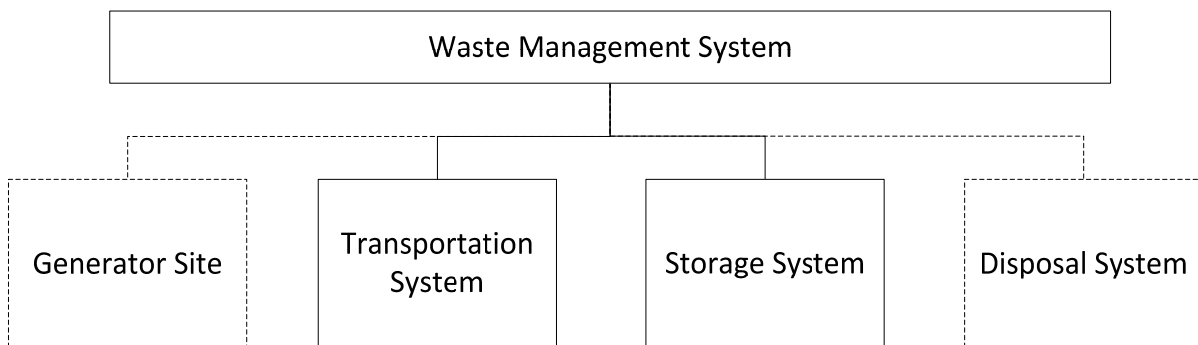 Waste Management System
Generator Site
Transportation
System
Storage System
Disposal System